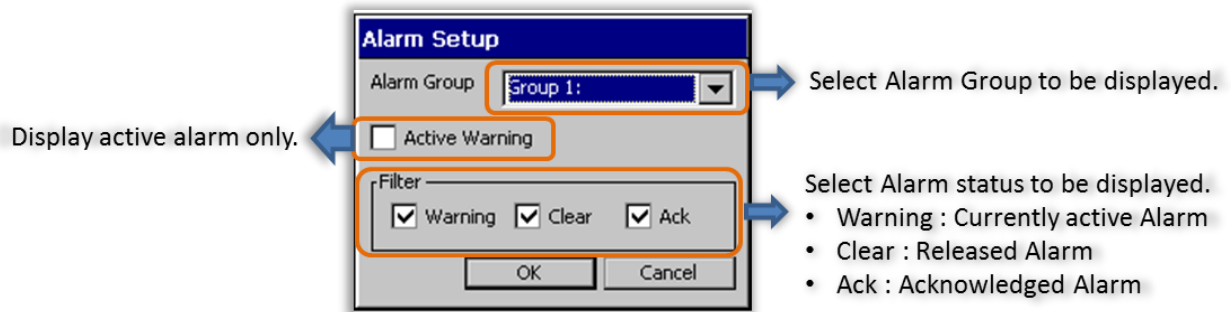 Alarm Setup
Alarm Group
Group 1:
Select Alarm Group to be displayed.
Display active alarm only.
Active Warning
Filter
Warning
Clear
Ack
Select Alarm status to be displayed.
• Warning : Currently active Alarm
• Clear : Released Alarm
• Ack : Acknowledged Alarm
OK
Cancel